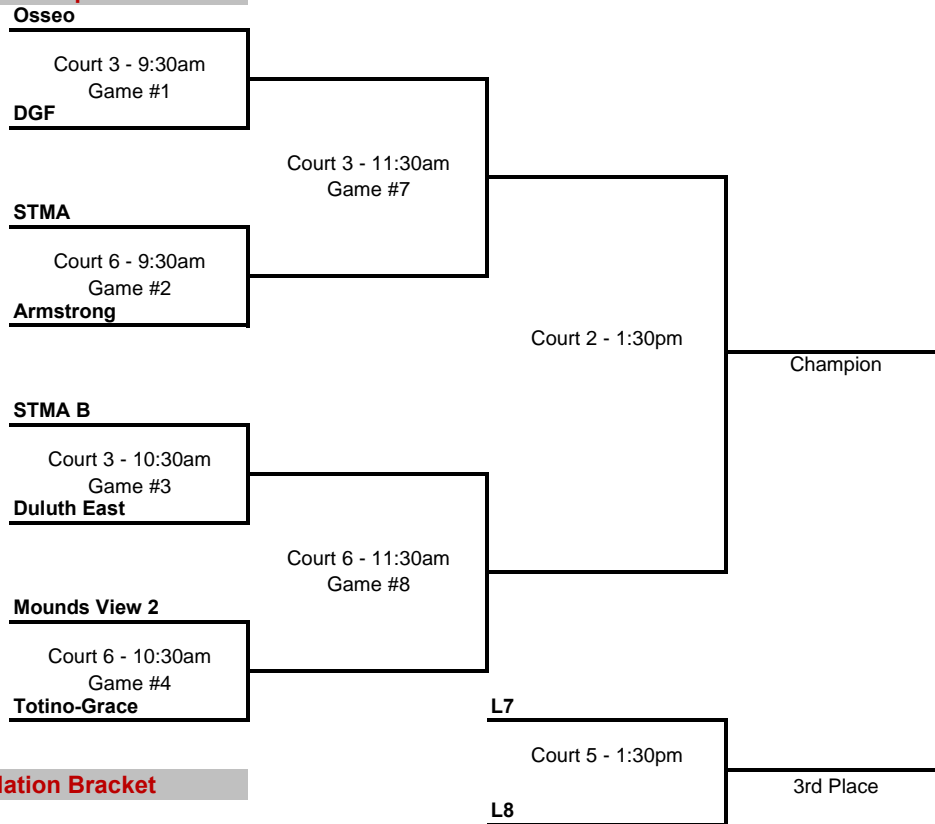 Osseo
Court 3 - 9:30am
Game #1
DGF
Court 3 - 11:30am
Game #7
STMA
Court 6 - 9:30am
Game #2
Armstrong
Court 2 - 1:30pm
Champion
STMA B
Court 3 - 10:30am
Game #3
Duluth East
Court 6 - 11:30am
Game #8
Mounds View 2
Court 6 - 10:30am
Game #4
Totino-Grace
L7
Court 5 - 1:30pm
3rd Place
L8
lation Bracket